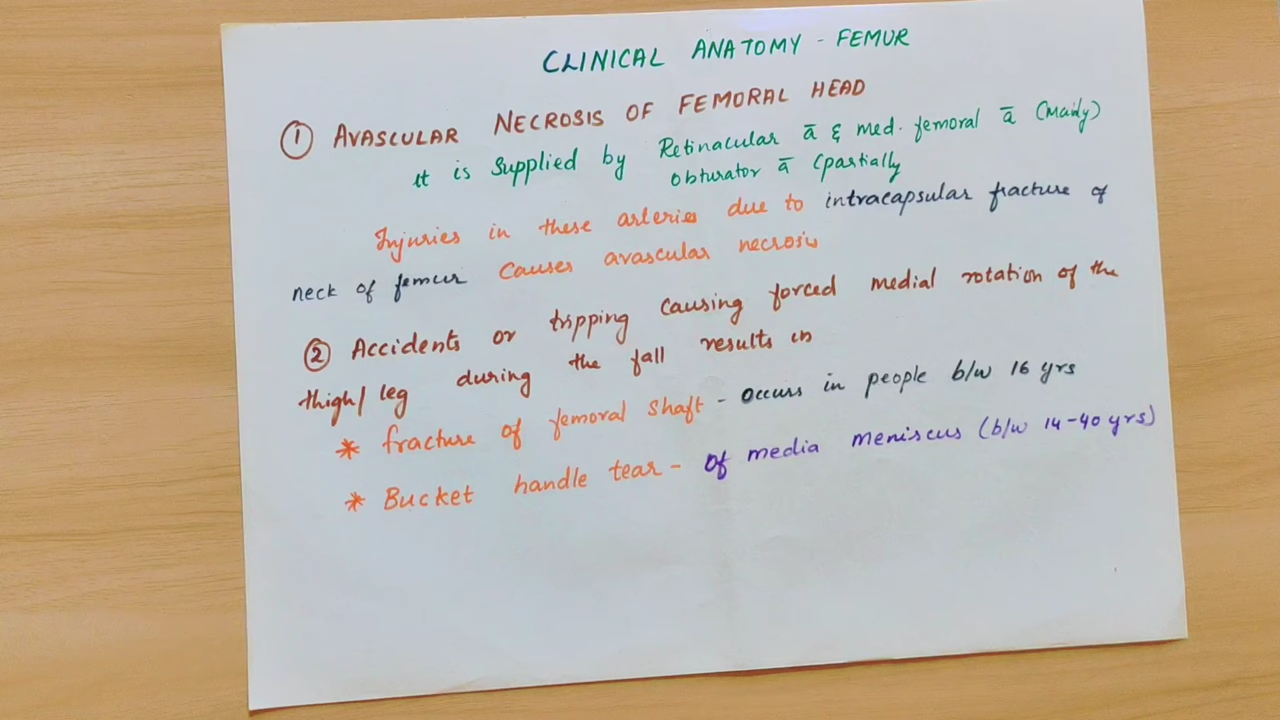 CLINICAL ANATOMY - FEMUR
① AVASCULAR NECROSIS OF FEMORAL HEAD
It is supplied by Retinacular ā & med. femoral ā (Mainly)
obturator ā (partially
Injuries in these arteries due to intracapsular fracture of
neck of femur causes avascular necrosis
② Accidents or tripping causing forced medial rotation of the
thigh/leg during the fall results in
* fracture of femoral shaft - occurs in people b/w 16 yrs
* Bucket handle tear - of media meniscus (b/w 14-40 yrs)